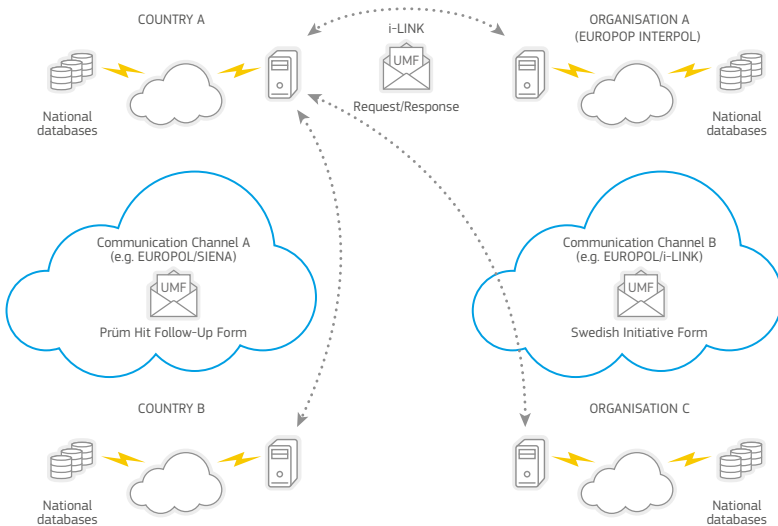 COUNTRY A
i-LINK
UMF
Request/Response
ORGANISATION A
(EUROPOP INTERPOL)
National
databases
National
databases
Communication Channel A
(e.g. EUROPOL/SIENA)
UMF
Prüm Hit Follow-Up Form
Communication Channel B
(e.g. EUROPOL/i-LINK)
UMF
Swedish Initiative Form
COUNTRY B
ORGANISATION C
National
databases
National
databases